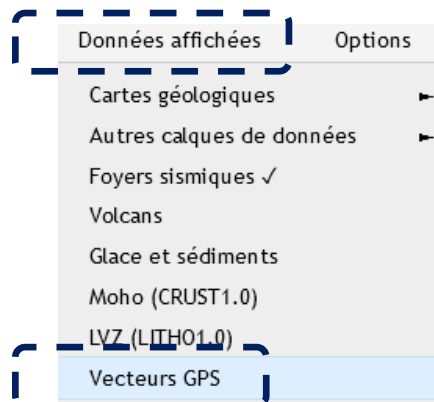 Données affichées Options
Cartes géologiques ►
Autres calques de données ►
Foyers sismiques ✓
Volcans
Glace et sédiments
Moho (CRUST1.0)
LVZ (LITHO1.0)
Vecteurs GPS